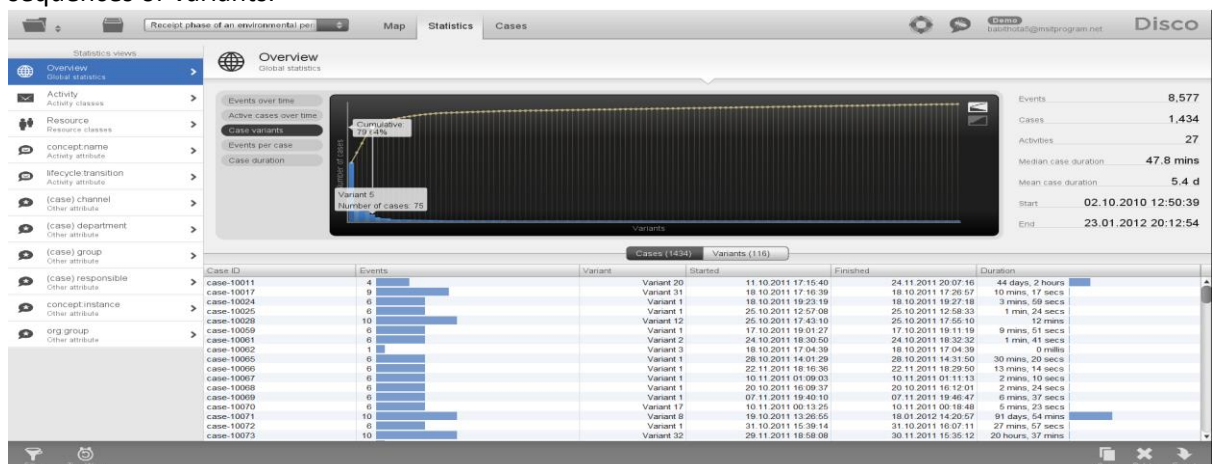 sequences or variants.
Receipt phase of an environmental per
Map Statistics Cases
Demo
Disco
Statistics views
Overview
Global statistics
Activity
Activity classes
Resource
Resource classes
concept:name
Activity attribute
lifecycle:transition
Activity attribute
(case) channel
Other attribute
(case) department
Other attribute
(case) group
Other attribute
(case) responsible
Other attribute
concept:instance
Other attribute
org:group
Other attribute
Overview
Global statistics
Events over time
Active cases over time
Case variants
Events per case
Case duration
Number of cases
Cumulative:
79.64%
Variant 5
Number of cases: 75
Variants
Events 8,577
Cases 1,434
Activities 27
Median case duration 47.8 mins
Mean case duration 5.4 d
Start 02.10.2010 12:50:39
End 23.01.2012 20:12:54
Cases (1434) Variants (116)
Case ID Events Variant Started Finished Duration
case-10011 4 Variant 20 11.10.2011 17:15:40 24.11.2011 20:07:16 44 days, 2 hours
case-10017 9 Variant 31 18.10.2011 17:16:39 18.10.2011 17:26:57 10 mins, 17 secs
case-10024 6 Variant 1 18.10.2011 19:23:19 18.10.2011 19:27:18 3 mins, 59 secs
case-10025 6 Variant 1 25.10.2011 12:57:08 25.10.2011 12:58:33 1 min, 24 secs
case-10028 10 Variant 12 25.10.2011 17:43:10 25.10.2011 17:55:10 12 mins
case-10059 6 Variant 1 17.10.2011 19:01:27 17.10.2011 19:11:19 9 mins, 51 secs
case-10061 6 Variant 2 24.10.2011 18:30:50 24.10.2011 18:32:32 1 min, 41 secs
case-10062 1 Variant 3 18.10.2011 17:04:39 18.10.2011 17:04:39 0 millis
case-10065 6 Variant 1 28.10.2011 14:01:29 28.10.2011 14:31:50 30 mins, 20 secs
case-10066 6 Variant 1 22.11.2011 18:16:36 22.11.2011 18:29:50 13 mins, 14 secs
case-10067 6 Variant 1 10.11.2011 01:09:03 10.11.2011 01:11:13 2 mins, 10 secs
case-10068 6 Variant 1 20.10.2011 16:09:37 20.10.2011 16:12:01 2 mins, 24 secs
case-10069 6 Variant 1 07.11.2011 19:40:10 07.11.2011 19:46:47 6 mins, 37 secs
case-10070 6 Variant 17 10.11.2011 00:13:25 10.11.2011 00:18:48 5 mins, 23 secs
case-10071 10 Variant 8 19.10.2011 13:26:55 18.01.2012 14:20:57 91 days, 54 mins
case-10072 6 Variant 1 31.10.2011 15:39:14 31.10.2011 16:07:11 27 mins, 57 secs
case-10073 10 Variant 32 29.11.2011 18:58:08 30.11.2011 15:35:12 20 hours, 37 mins